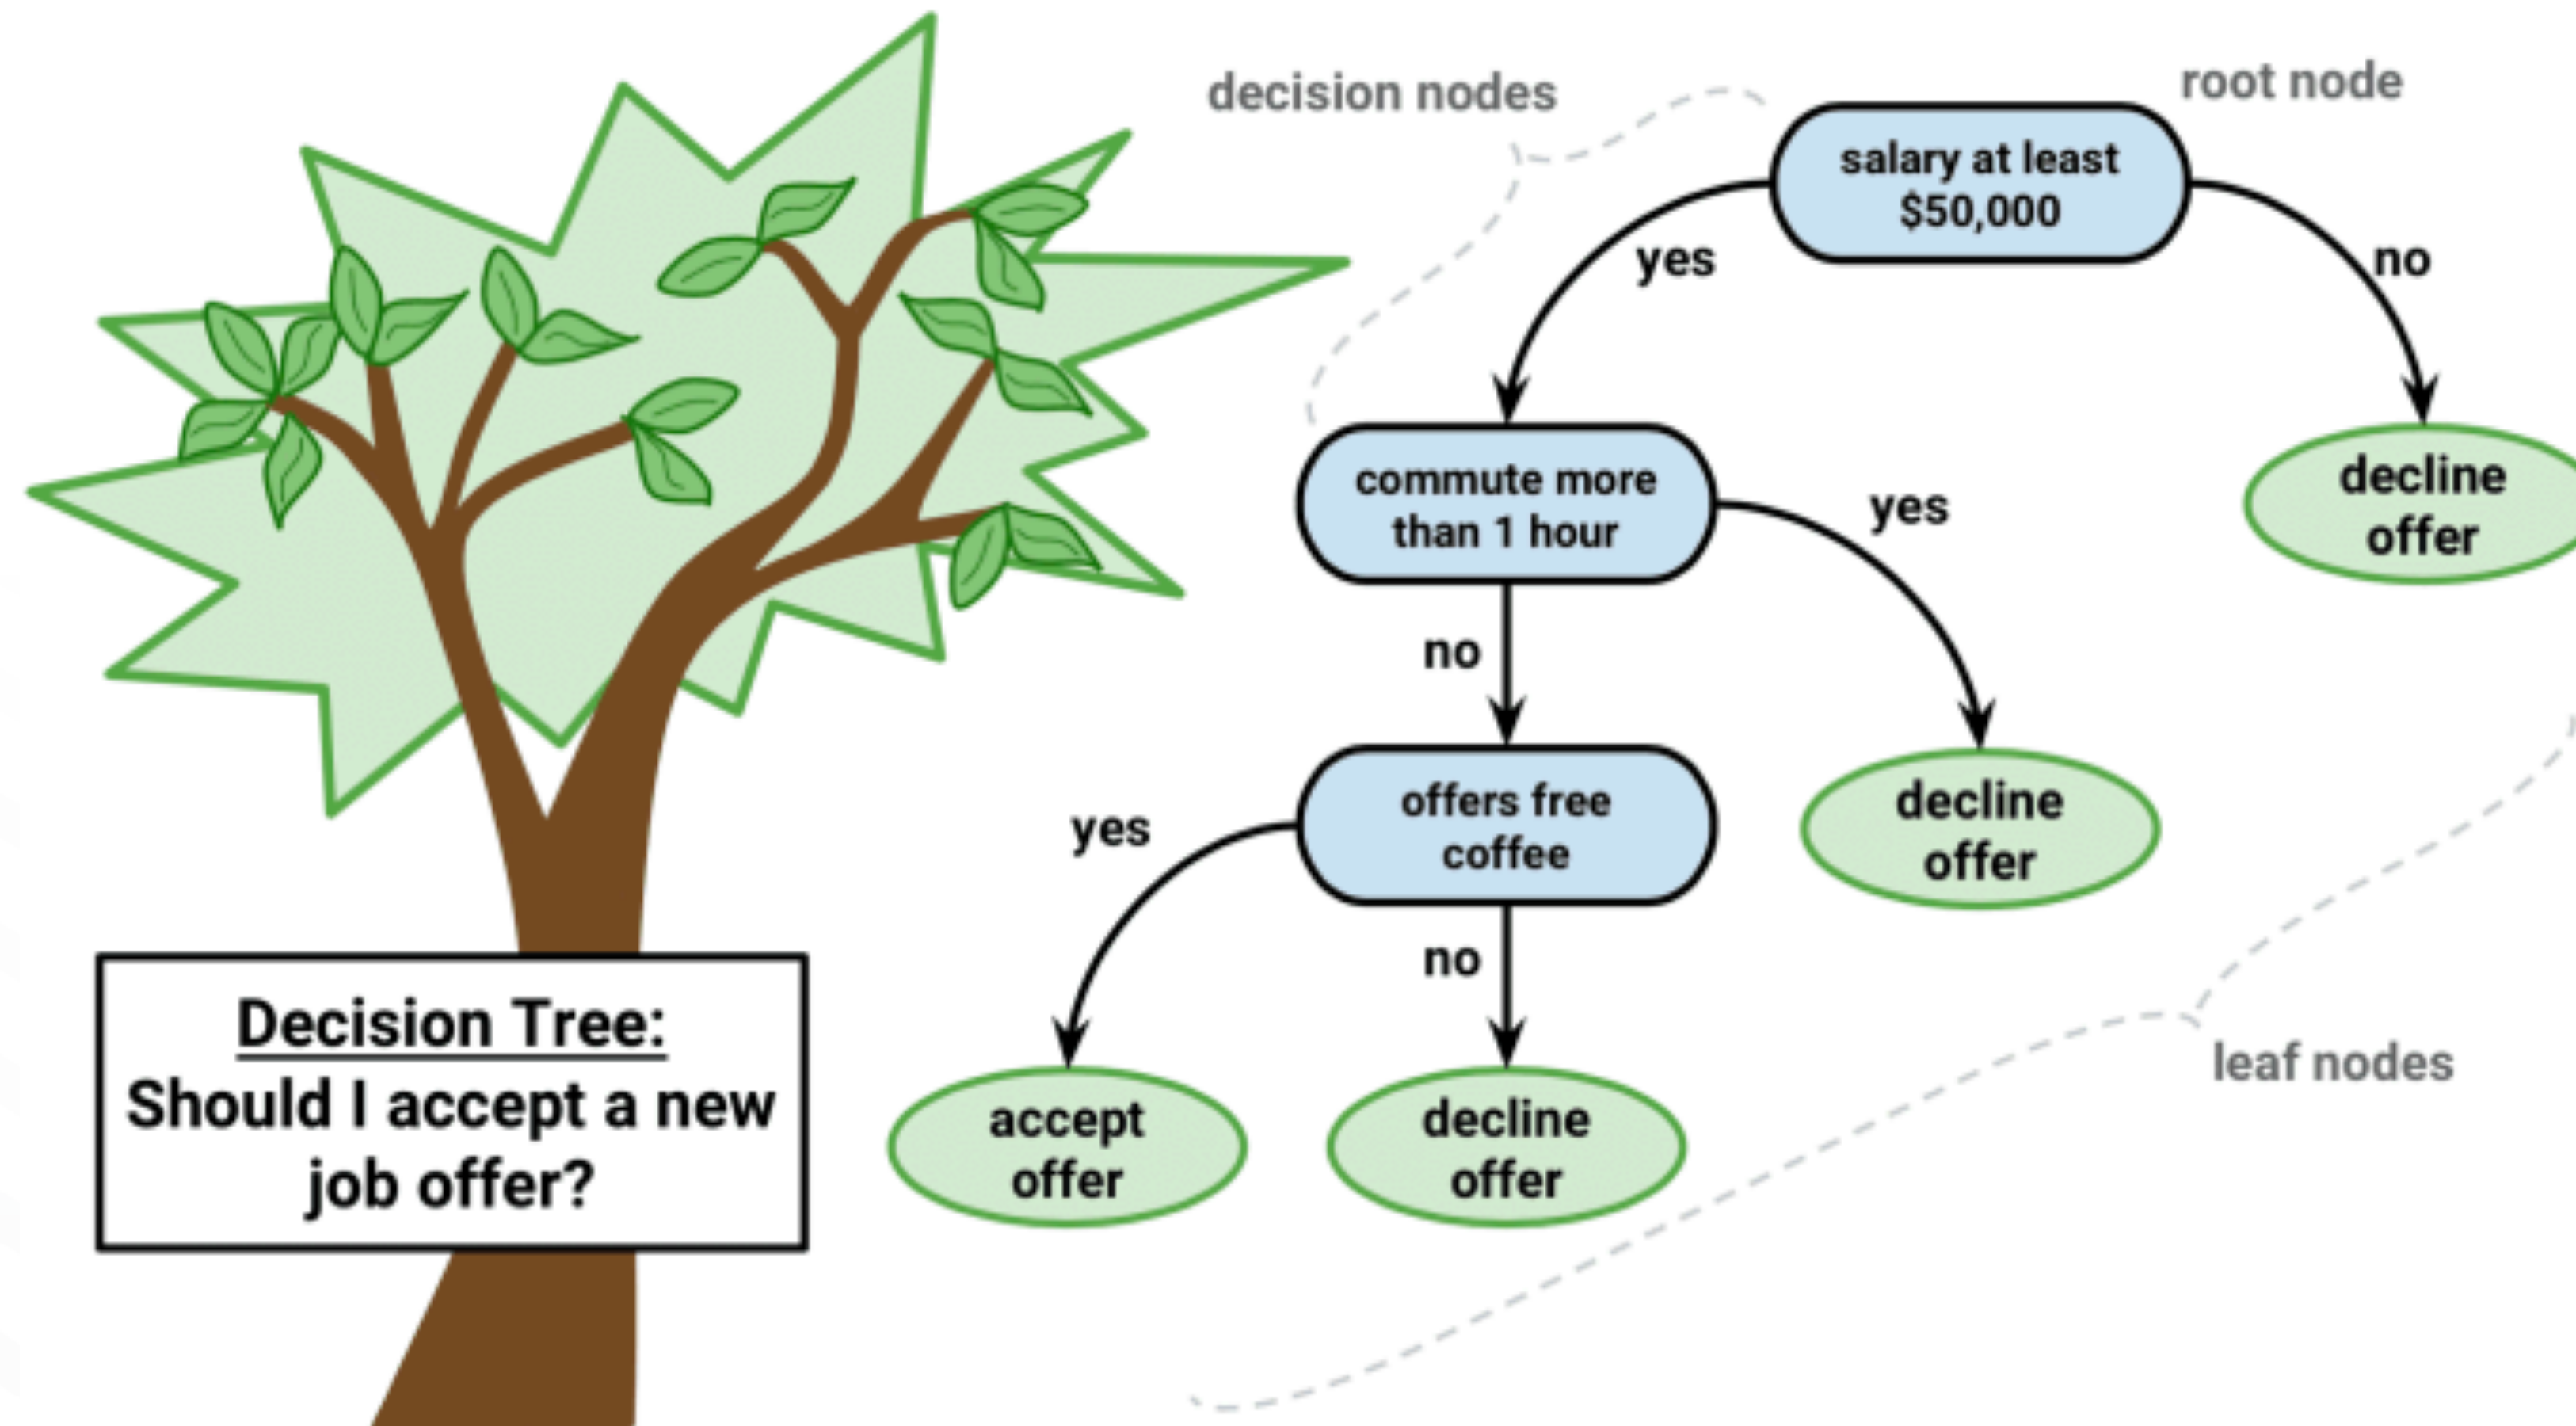 decision nodes
root node
salary at least
$50,000
yes
no
commute more
than 1 hour
yes
decline
offer
no
offers free
coffee
yes
decline
offer
no
Decision Tree:
Should I accept a new
job offer?
accept
offer
decline
offer
leaf nodes